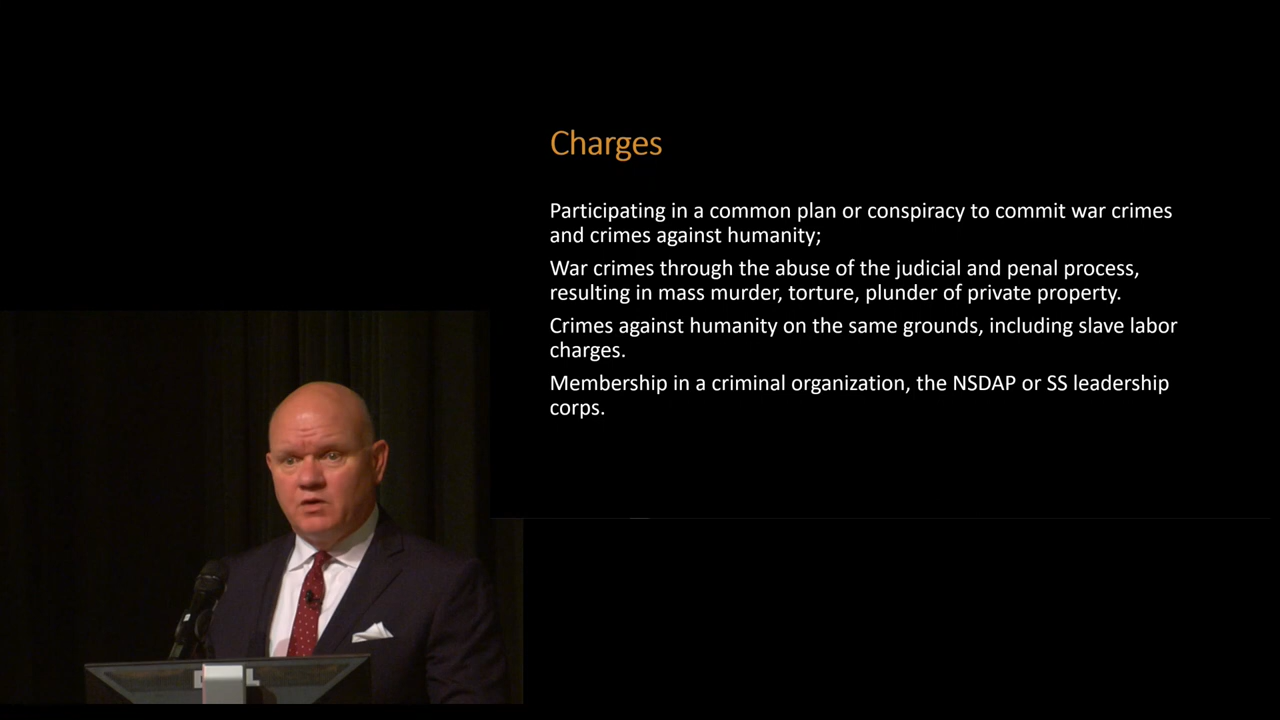 Charges
Participating in a common plan or conspiracy to commit war crimes
and crimes against humanity;
War crimes through the abuse of the judicial and penal process,
resulting in mass murder, torture, plunder of private property.
Crimes against humanity on the same grounds, including slave labor
charges.
Membership in a criminal organization, the NSDAP or SS leadership
corps.